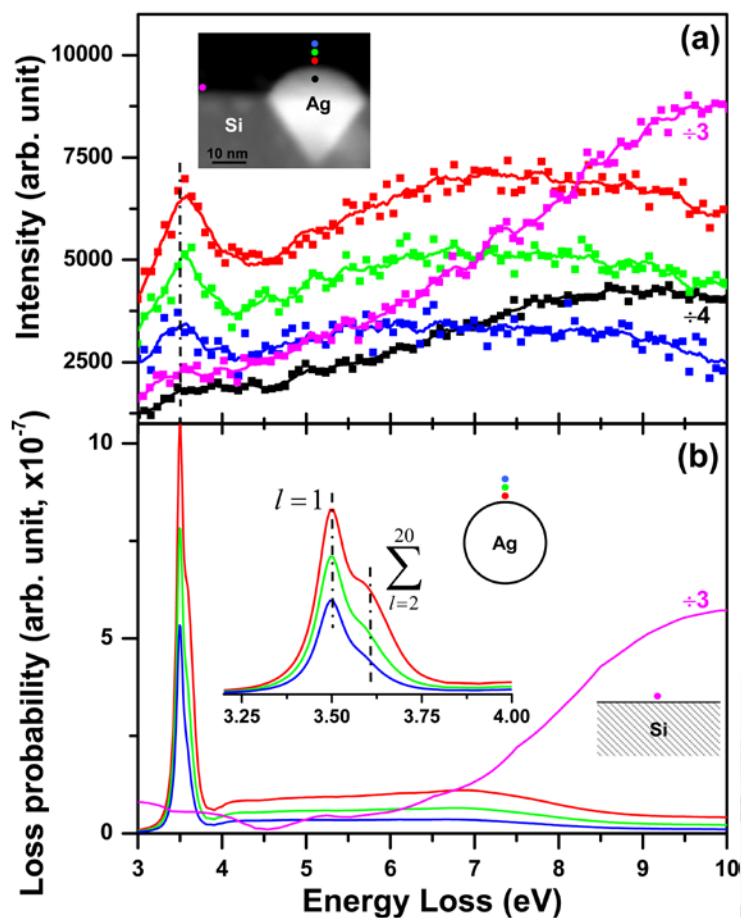 (a)
10000
7500
5000
2500
Intensity (arb. unit)
Ag
Si
10 nm
÷3
÷4
(b)
10
5
0
Loss probability (arb. unit, x10⁻⁷)
l = 1
20
∑
l=2
Ag
÷3
Si
3.25 3.50 3.75 4.00
3 4 5 6 7 8 9 10
Energy Loss (eV)